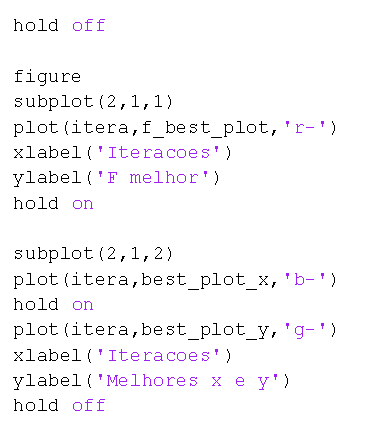 hold off
figure
subplot(2,1,1)
plot(itera,f_best_plot,'r-')
xlabel('Iteracoes')
ylabel('F melhor')
hold on
subplot(2,1,2)
plot(itera,best_plot_x,'b-')
hold on
plot(itera,best_plot_y,'g-')
xlabel('Iteracoes')
ylabel('Melhores x e y')
hold off